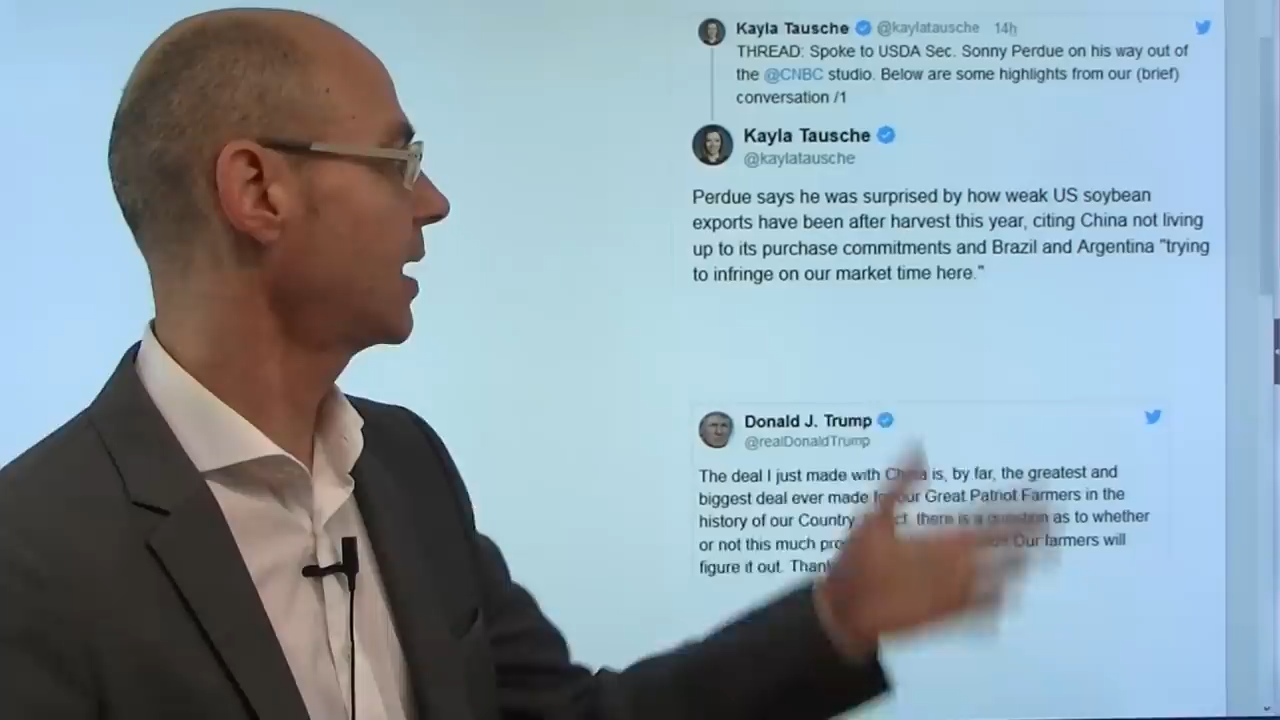 Kayla Tausche @kaylatausche 14h
THREAD: Spoke to USDA Sec. Sonny Perdue on his way out of
the @CNBC studio. Below are some highlights from our (brief)
conversation /1
Kayla Tausche
@kaylatausche
Perdue says he was surprised by how weak US soybean
exports have been after harvest this year, citing China not living
up to its purchase commitments and Brazil and Argentina "trying
to infringe on our market time here."
Donald J. Trump
@realDonaldTrump
The deal I just made with China is, by far, the greatest and
biggest deal ever made for our Great Patriot Farmers in the
history of our Country. there is a question as to whether
or not this much Our farmers will
figure it out. Thank